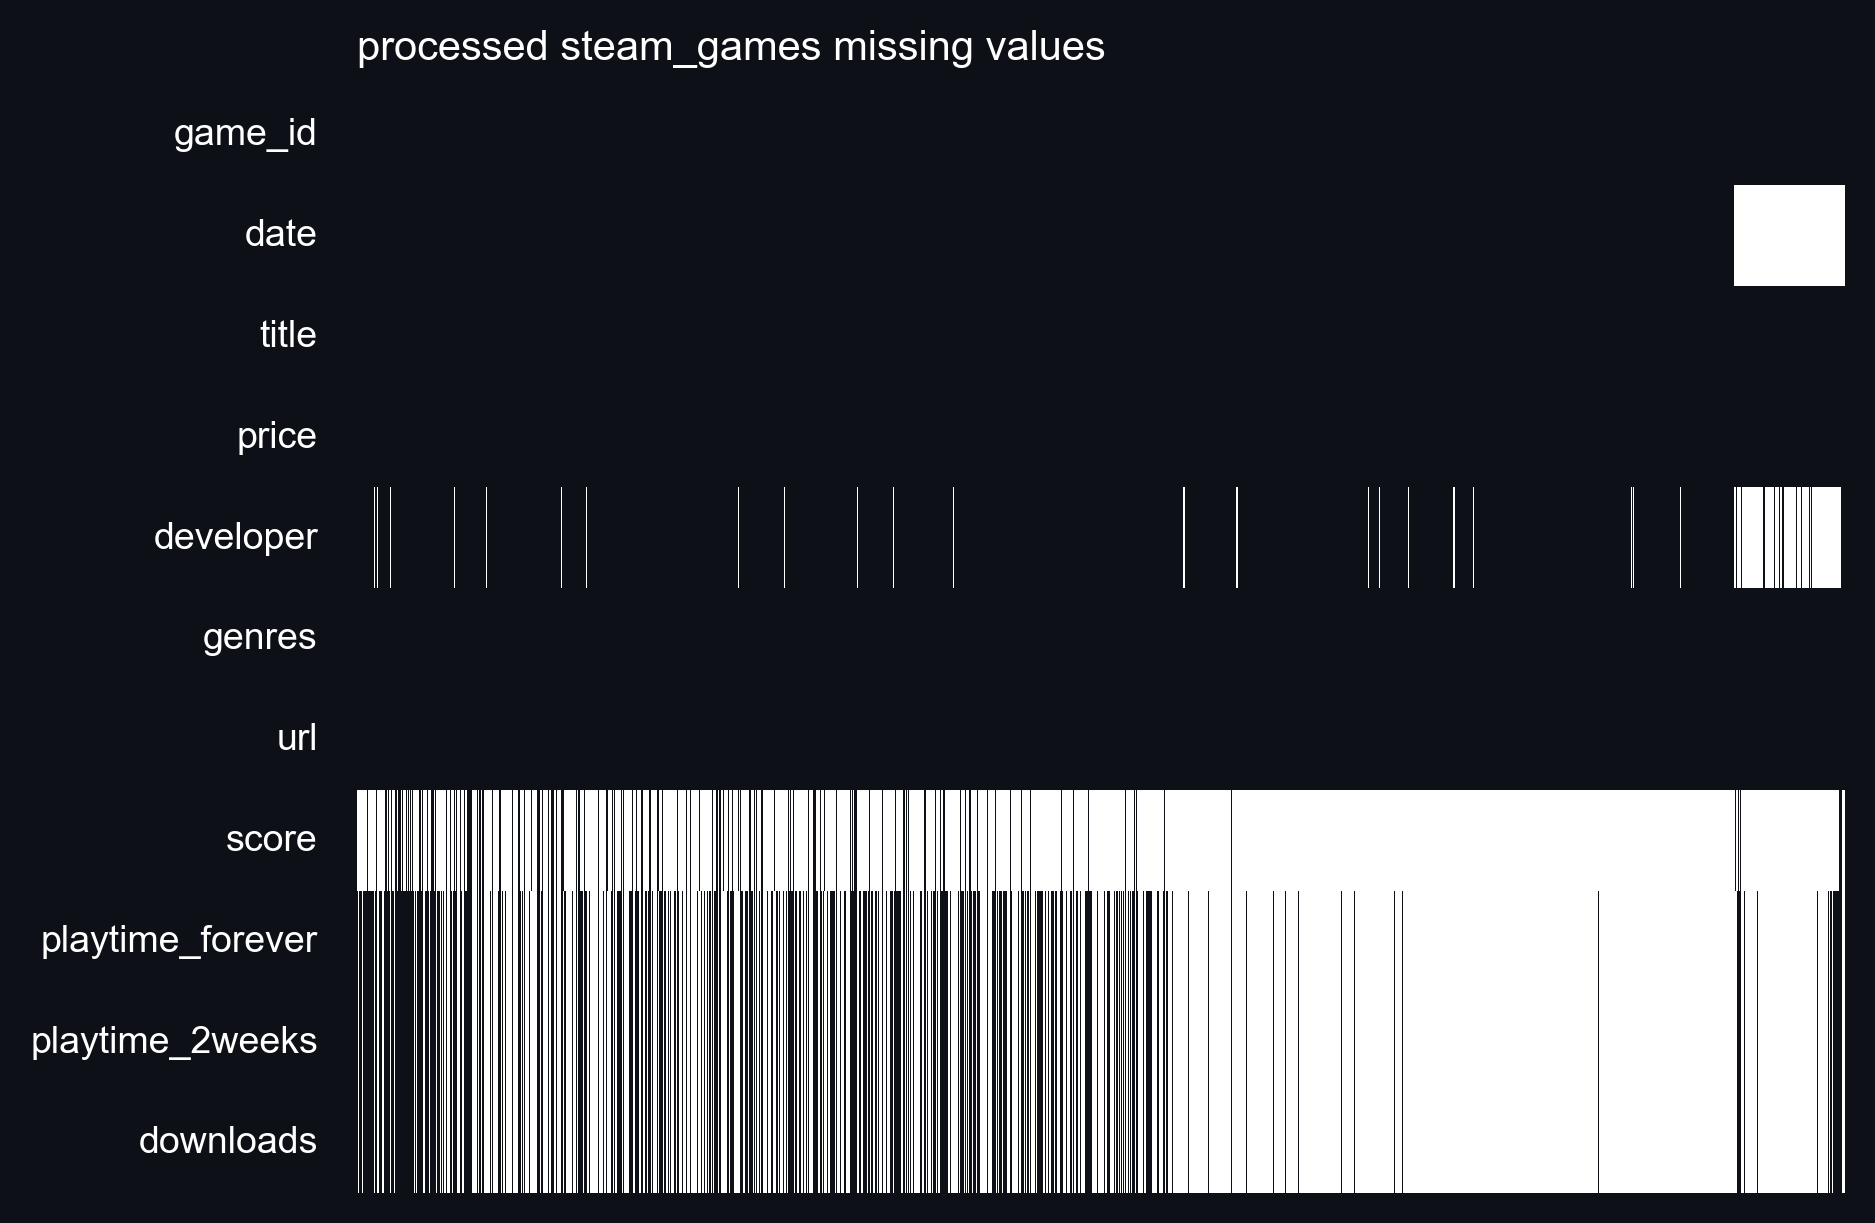 processed steam_games missing values
game_id
date
title
price
developer
genres
url
score
playtime_forever
playtime_2weeks
downloads